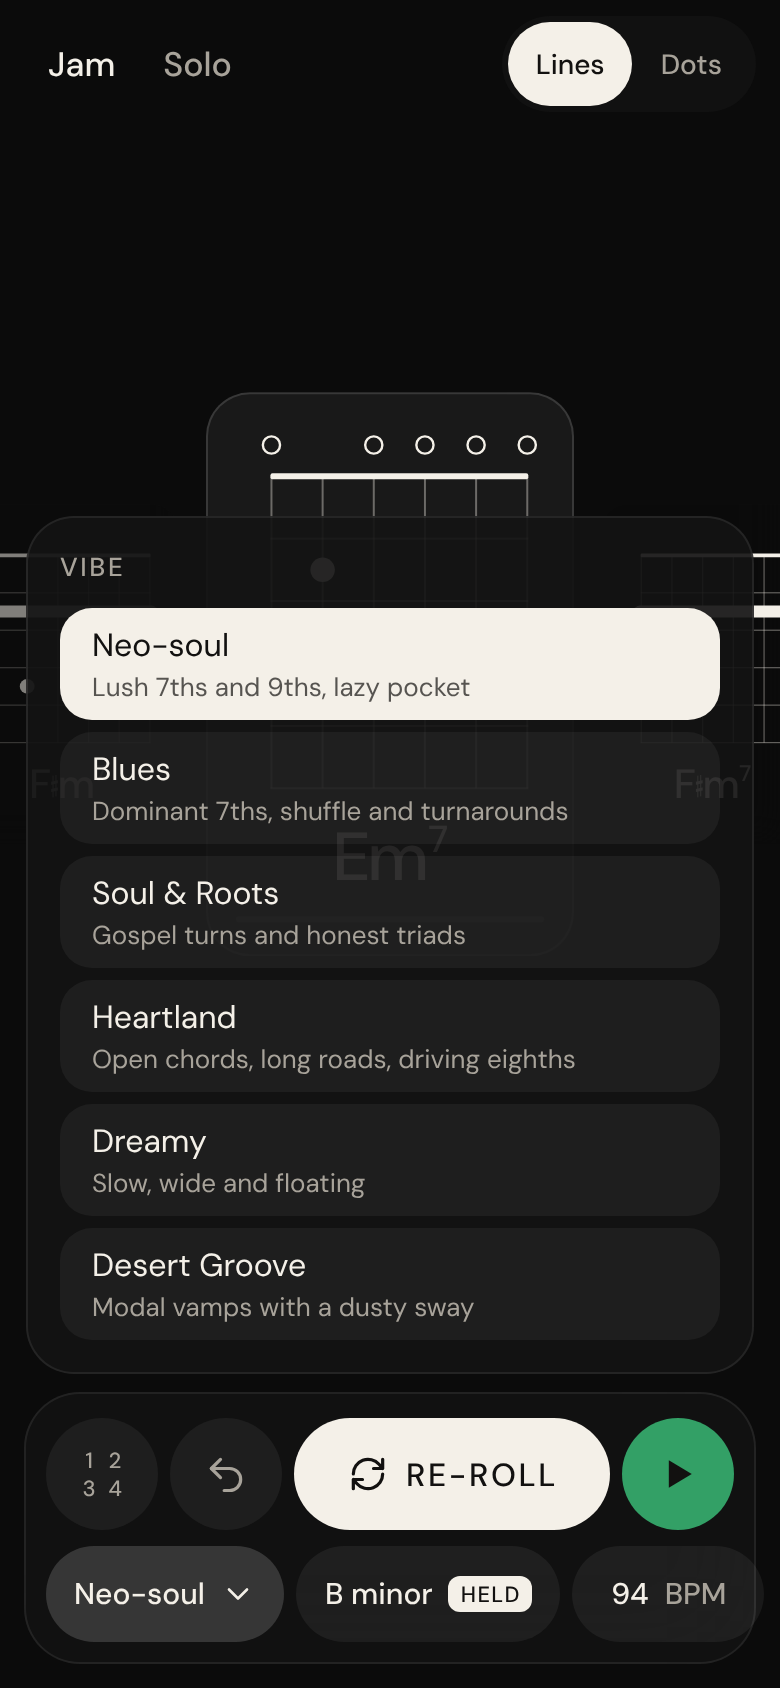 Jam Solo Lines Dots
VIBE
Neo-soul
Lush 7ths and 9ths, lazy pocket
F♯m
F♯m7
Blues
Dominant 7ths, shuffle and turnarounds
Em7
Soul & Roots
Gospel turns and honest triads
Heartland
Open chords, long roads, driving eighths
Dreamy
Slow, wide and floating
Desert Groove
Modal vamps with a dusty sway
1 2
3 4
RE-ROLL
Neo-soul B minor HELD 94 BPM